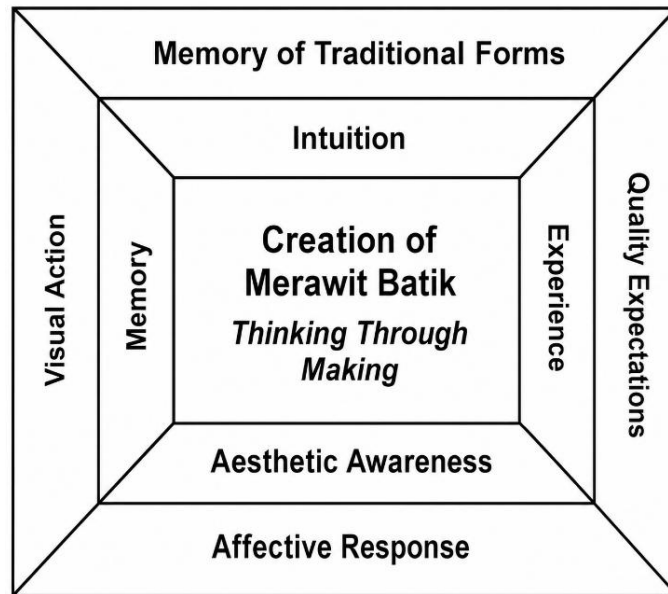 Memory of Traditional Forms
Intuition
Visual Action
Memory
Creation of
Merawit Batik
Thinking Through
Making
Experience
Quality Expectations
Aesthetic Awareness
Affective Response